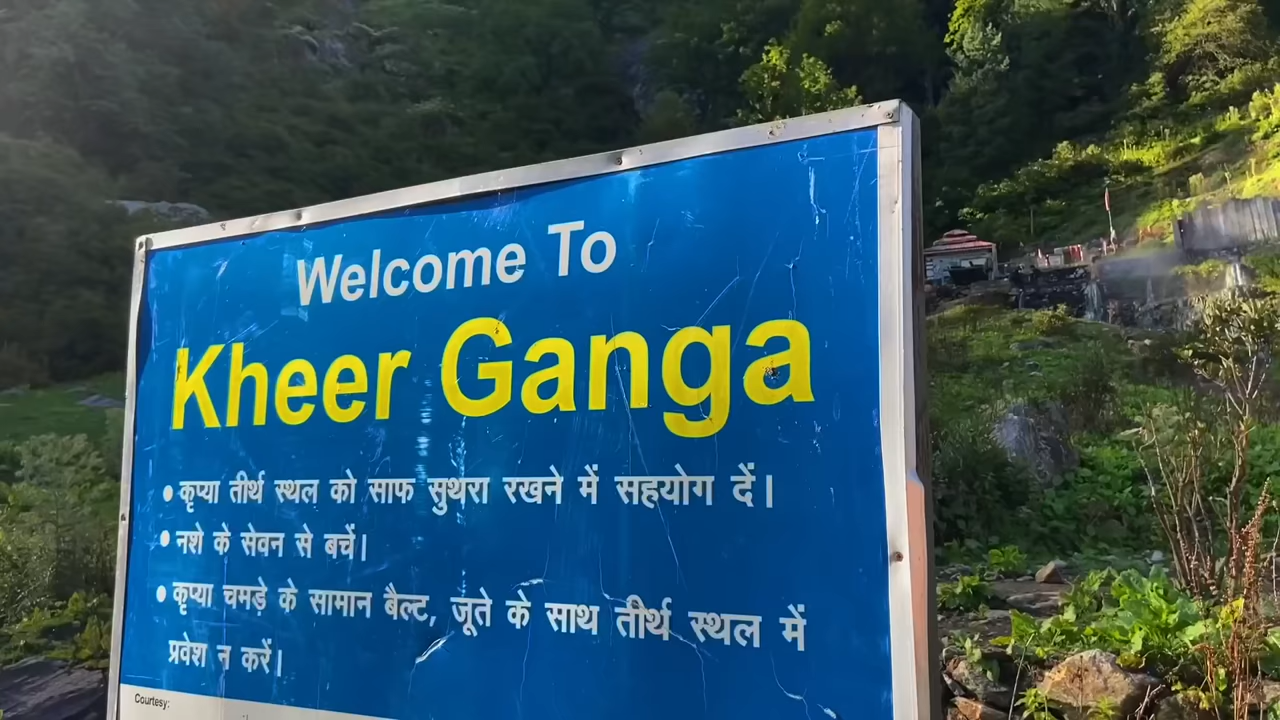 Welcome To
Kheer Ganga
• कृप्या तीर्थ स्थल को साफ सुथरा रखने में सहयोग दें।
• नशे के सेवन से बचें।
• कृप्या चमड़े के सामान बैल्ट, जूते के साथ तीर्थ स्थल में
प्रवेश न करें।
Courtesy: